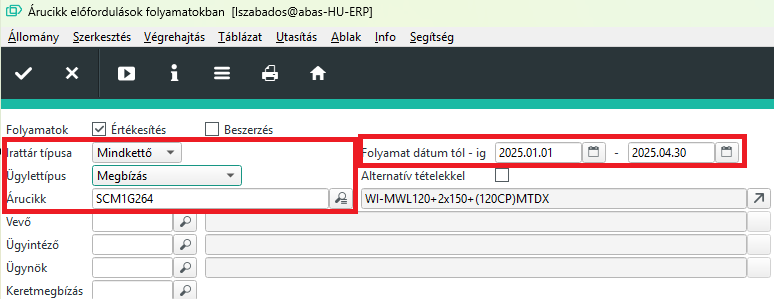 Árucikk előfordulások folyamatokban [lszabados@abas-HU-ERP]
Állomány Szerkesztés Végrehajtás Táblázat Utasítás Ablak Info Segítség
Folyamatok Értékesítés Beszerzés
Irattár típusa Mindkettő Folyamat dátum tól - ig 2025.01.01 - 2025.04.30
Ügylettípus Megbízás Alternatív tételekkel
Árucikk SCM1G264 WI-MWL120+2x150+(120CP)MTDX
Vevő
Ügyintéző
Ügynök
Keretmegbízás